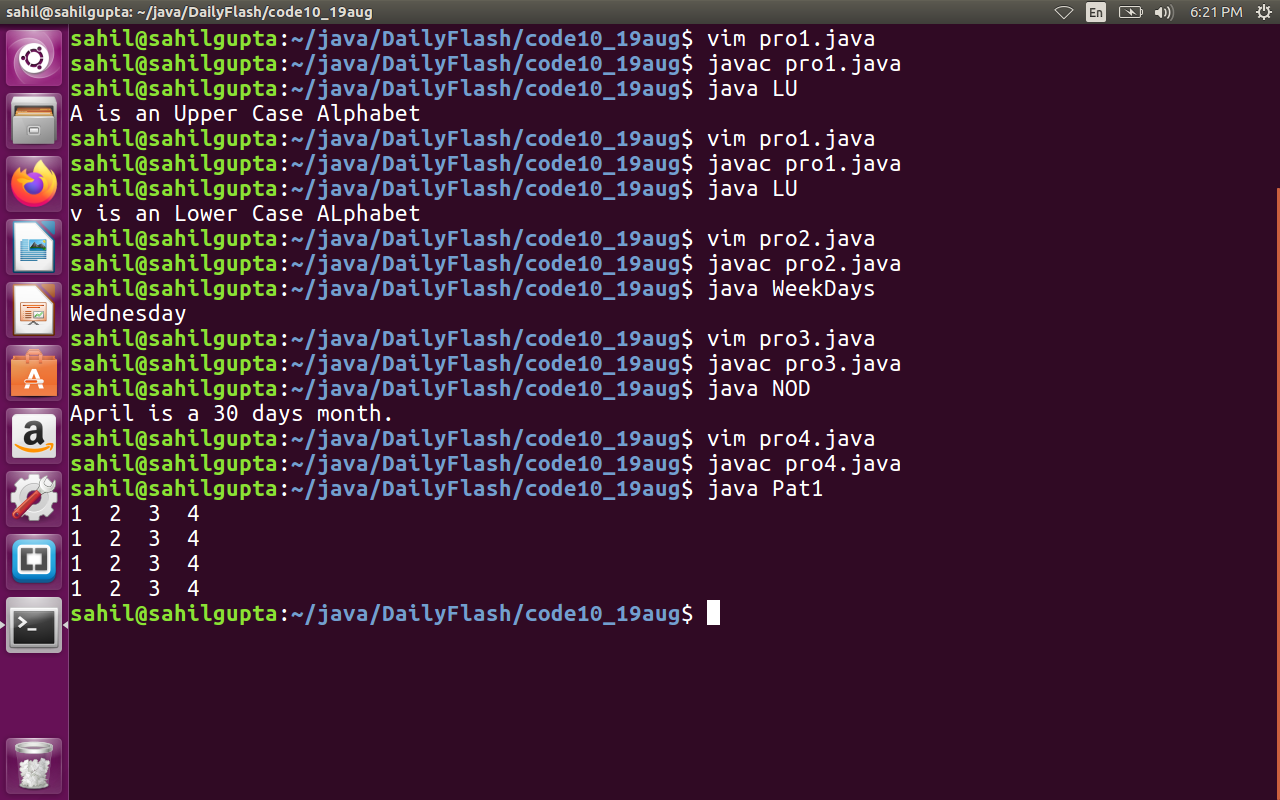 sahil@sahilgupta: ~/java/DailyFlash/code10_19aug
En
6:21 PM
sahil@sahilgupta:~/java/DailyFlash/code10_19aug$ vim pro1.java
sahil@sahilgupta:~/java/DailyFlash/code10_19aug$ javac pro1.java
sahil@sahilgupta:~/java/DailyFlash/code10_19aug$ java LU
A is an Upper Case Alphabet
sahil@sahilgupta:~/java/DailyFlash/code10_19aug$ vim pro1.java
sahil@sahilgupta:~/java/DailyFlash/code10_19aug$ javac pro1.java
sahil@sahilgupta:~/java/DailyFlash/code10_19aug$ java LU
v is an Lower Case ALphabet
sahil@sahilgupta:~/java/DailyFlash/code10_19aug$ vim pro2.java
sahil@sahilgupta:~/java/DailyFlash/code10_19aug$ javac pro2.java
sahil@sahilgupta:~/java/DailyFlash/code10_19aug$ java WeekDays
Wednesday
sahil@sahilgupta:~/java/DailyFlash/code10_19aug$ vim pro3.java
sahil@sahilgupta:~/java/DailyFlash/code10_19aug$ javac pro3.java
sahil@sahilgupta:~/java/DailyFlash/code10_19aug$ java NOD
April is a 30 days month.
sahil@sahilgupta:~/java/DailyFlash/code10_19aug$ vim pro4.java
sahil@sahilgupta:~/java/DailyFlash/code10_19aug$ javac pro4.java
sahil@sahilgupta:~/java/DailyFlash/code10_19aug$ java Pat1
1  2  3  4
1  2  3  4
1  2  3  4
1  2  3  4
sahil@sahilgupta:~/java/DailyFlash/code10_19aug$